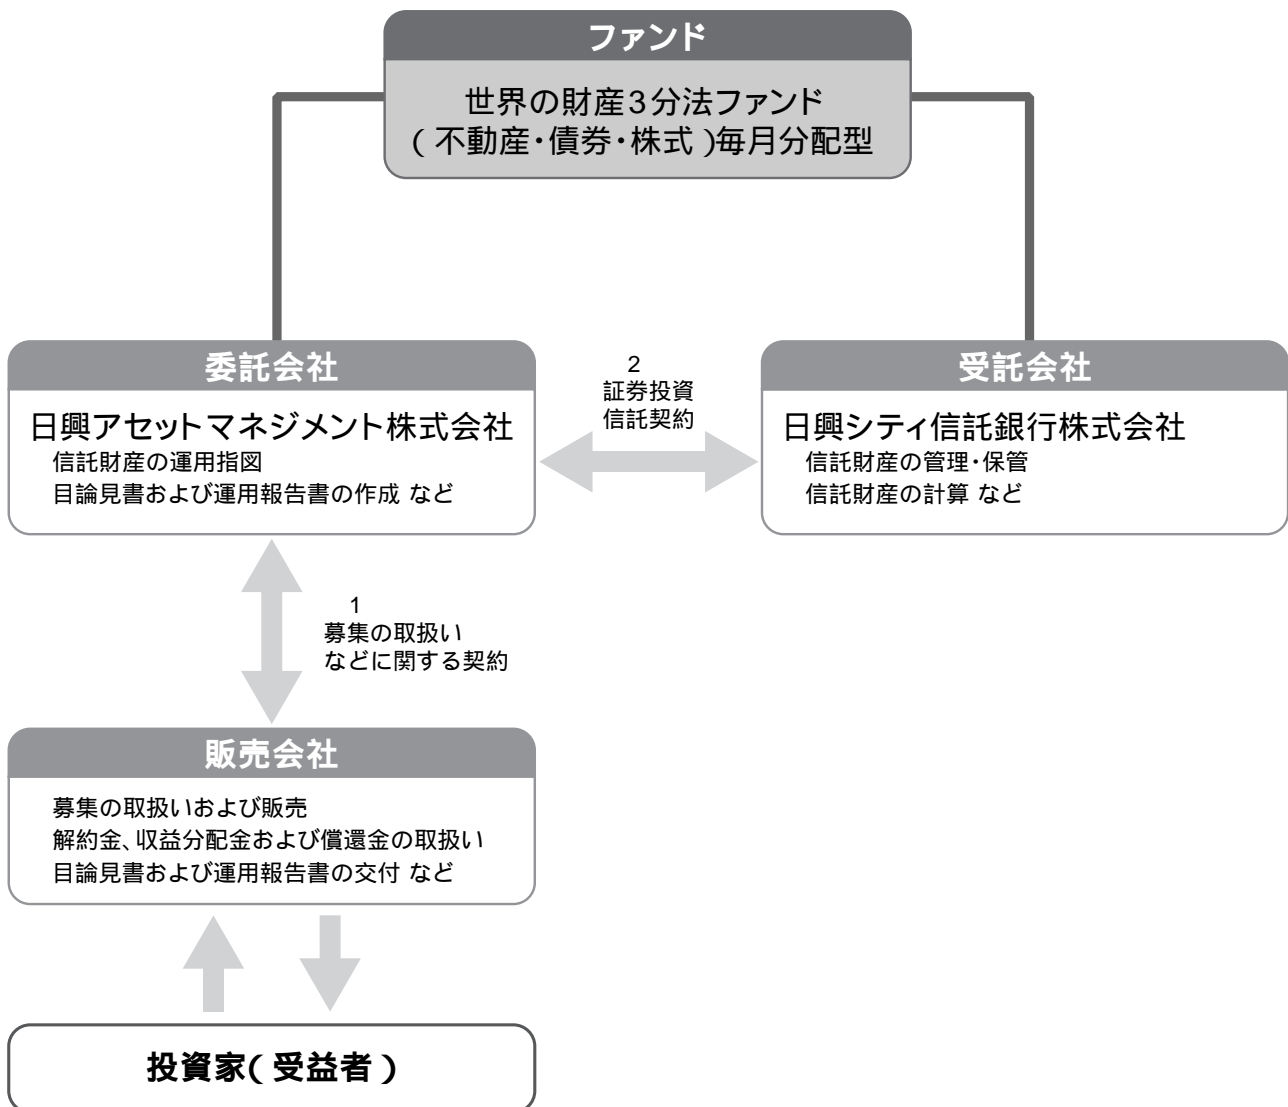 ファンド
世界の財産3分法ファンド
(不動産・債券・株式)毎月分配型
委託会社
日興アセットマネジメント株式会社
信託財産の運用指図
目論見書および運用報告書の作成 など
2
証券投資
信託契約
受託会社
日興シティ信託銀行株式会社
信託財産の管理・保管
信託財産の計算 など
1
募集の取扱い
などに関する契約
販売会社
募集の取扱いおよび販売
解約金、収益分配金および償還金の取扱い
目論見書および運用報告書の交付 など
投資家(受益者)